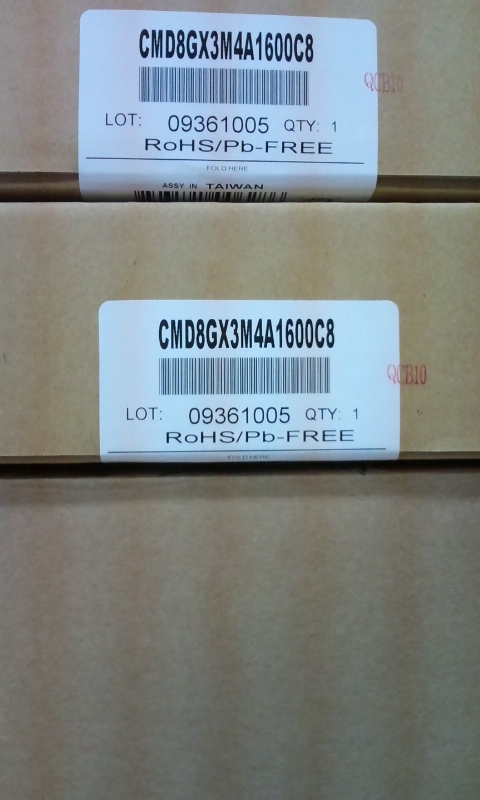 CMD8GX3M4A1600C8
QCB10
LOT: 09361005 QTY: 1
RoHS/Pb-FREE
FOLD HERE
ASSY IN TAIWAN
CMD8GX3M4A1600C8
QCB10
LOT: 09361005 QTY: 1
RoHS/Pb-FREE
FOLD HERE